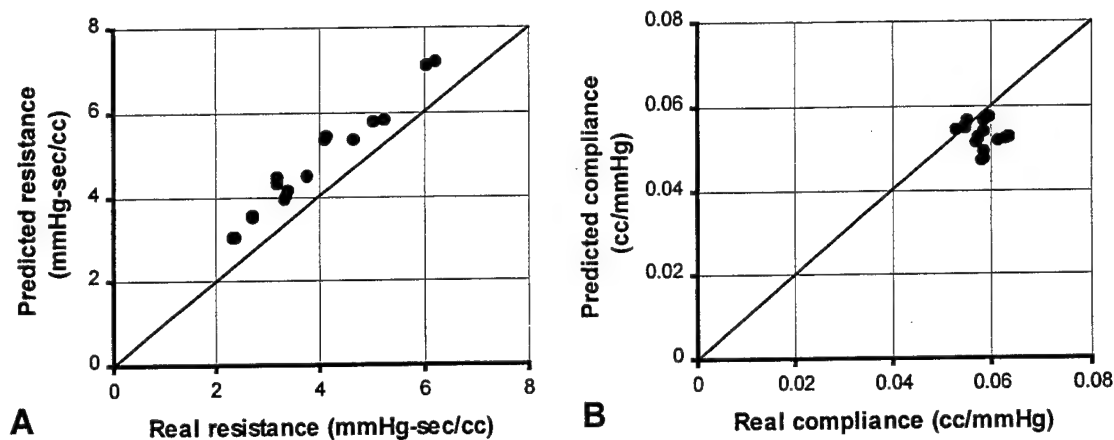 8
6
4
2
0
0 2 4 6 8
Predicted resistance
(mmHg-sec/cc)
Real resistance (mmHg-sec/cc)
A
0.08
0.06
0.04
0.02
0
0 0.02 0.04 0.06 0.08
Predicted compliance
(cc/mmHg)
Real compliance (cc/mmHg)
B